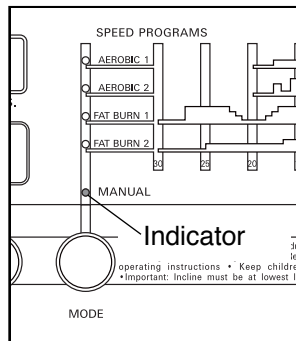 SPEED PROGRAMS
AEROBIC 1
AEROBIC 2
FAT BURN 1
FAT BURN 2
30 25 20
MANUAL
Indicator
operating instructions • Keep
• Important: Incline must be at lowest
MODE